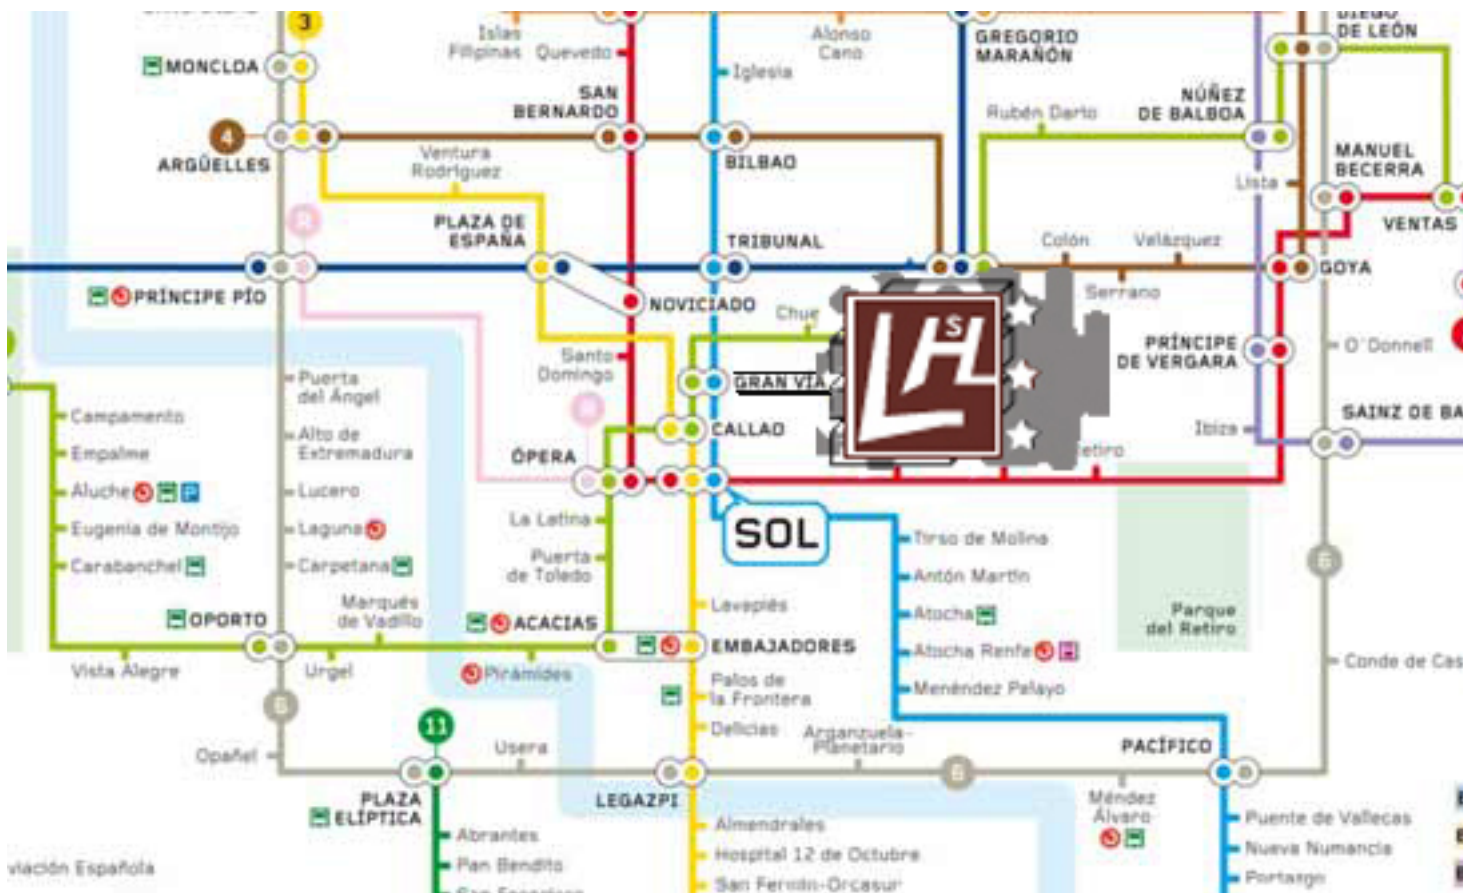 3
Islas
Filipinas
Quevedo
Alonso
Cano
GREGORIO
MARAÑÓN
DIEGO
DE LEÓN
MONCLOA
Iglesia
SAN
BERNARDO
Rubén Darío
NÚÑEZ
DE BALBOA
4
ARGÜELLES
Ventura
Rodríguez
BILBAO
MANUEL
BECERRA
Lista
R
PLAZA DE
ESPAÑA
TRIBUNAL
Colón
Velázquez
VENTAS
PRÍNCIPE PÍO
NOVICIADO
Serrano
GOYA
Chue
LHSL
Santo
Domingo
GRAN VÍA
PRÍNCIPE
DE VERGARA
O'Donnell
Puerta
del Ángel
R
Campamento
CALLAO
Ibiza
SAINZ DE BA
Alto de
Extremadura
Empalme
ÓPERA
etiro
Aluche P
Lucero
SOL
La Latina
Eugenia de Montijo
Laguna
Tirso de Molina
Carabanchel
Carpetana
Puerta
de Toledo
Antón Martín
6
Marqués
de Vadillo
Lavapiés
Atocha
Parque
del Retiro
OPORTO
ACACIAS
EMBAJADORES
Atocha Renfe
Vista Alegre
Urgel
Pirámides
Palos de
la Frontera
Menéndez Pelayo
Conde de Cas
6
11
Delicias
Opañel
Usera
Arganzuela-
Planetario
6
PACÍFICO
PLAZA
ELÍPTICA
LEGAZPI
Méndez
Álvaro
Abrantes
Almendrales
Puente de Vallecas
viación Española
Pan Bendito
Hospital 12 de Octubre
Nueva Numancia
San Fermín-Orcasur
Portazgo